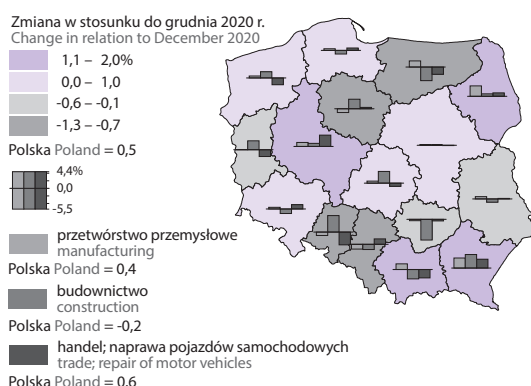 Zmiana w stosunku do grudnia 2020 r.
Change in relation to December 2020
1,1 – 2,0%
0,0 – 1,0
-0,6 – -0,1
-1,3 – -0,7
Polska Poland = 0,5
4,4%
0,0
-5,5
przetwórstwo przemysłowe
manufacturing
Polska Poland = 0,4
budownictwo
construction
Polska Poland = -0,2
handel; naprawa pojazdów samochodowych
trade; repair of motor vehicles
Polska Poland = 0,6